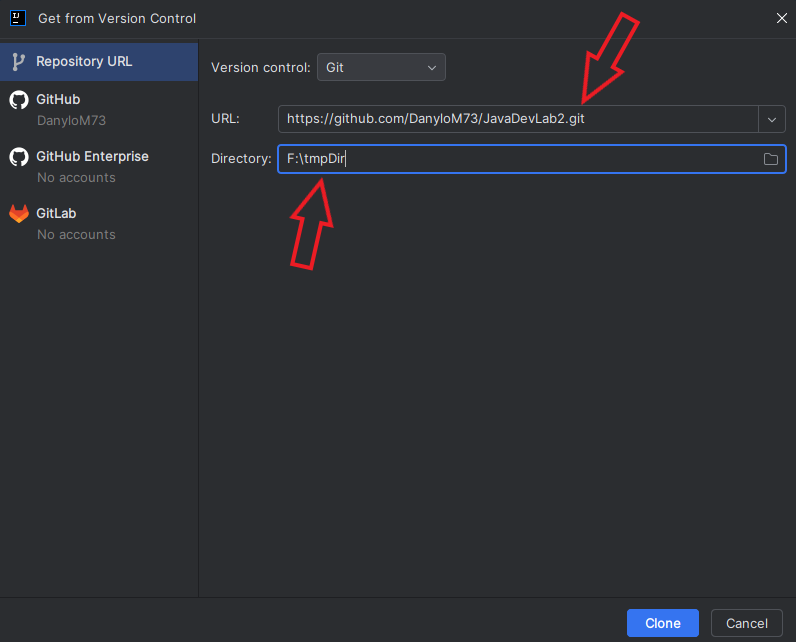 Get from Version Control
Repository URL
GitHub
DanyloM73
GitHub Enterprise
No accounts
GitLab
No accounts
Version control: Git
URL: https://github.com/DanyloM73/JavaDevLab2.git
Directory: F:\tmpDir
Clone Cancel